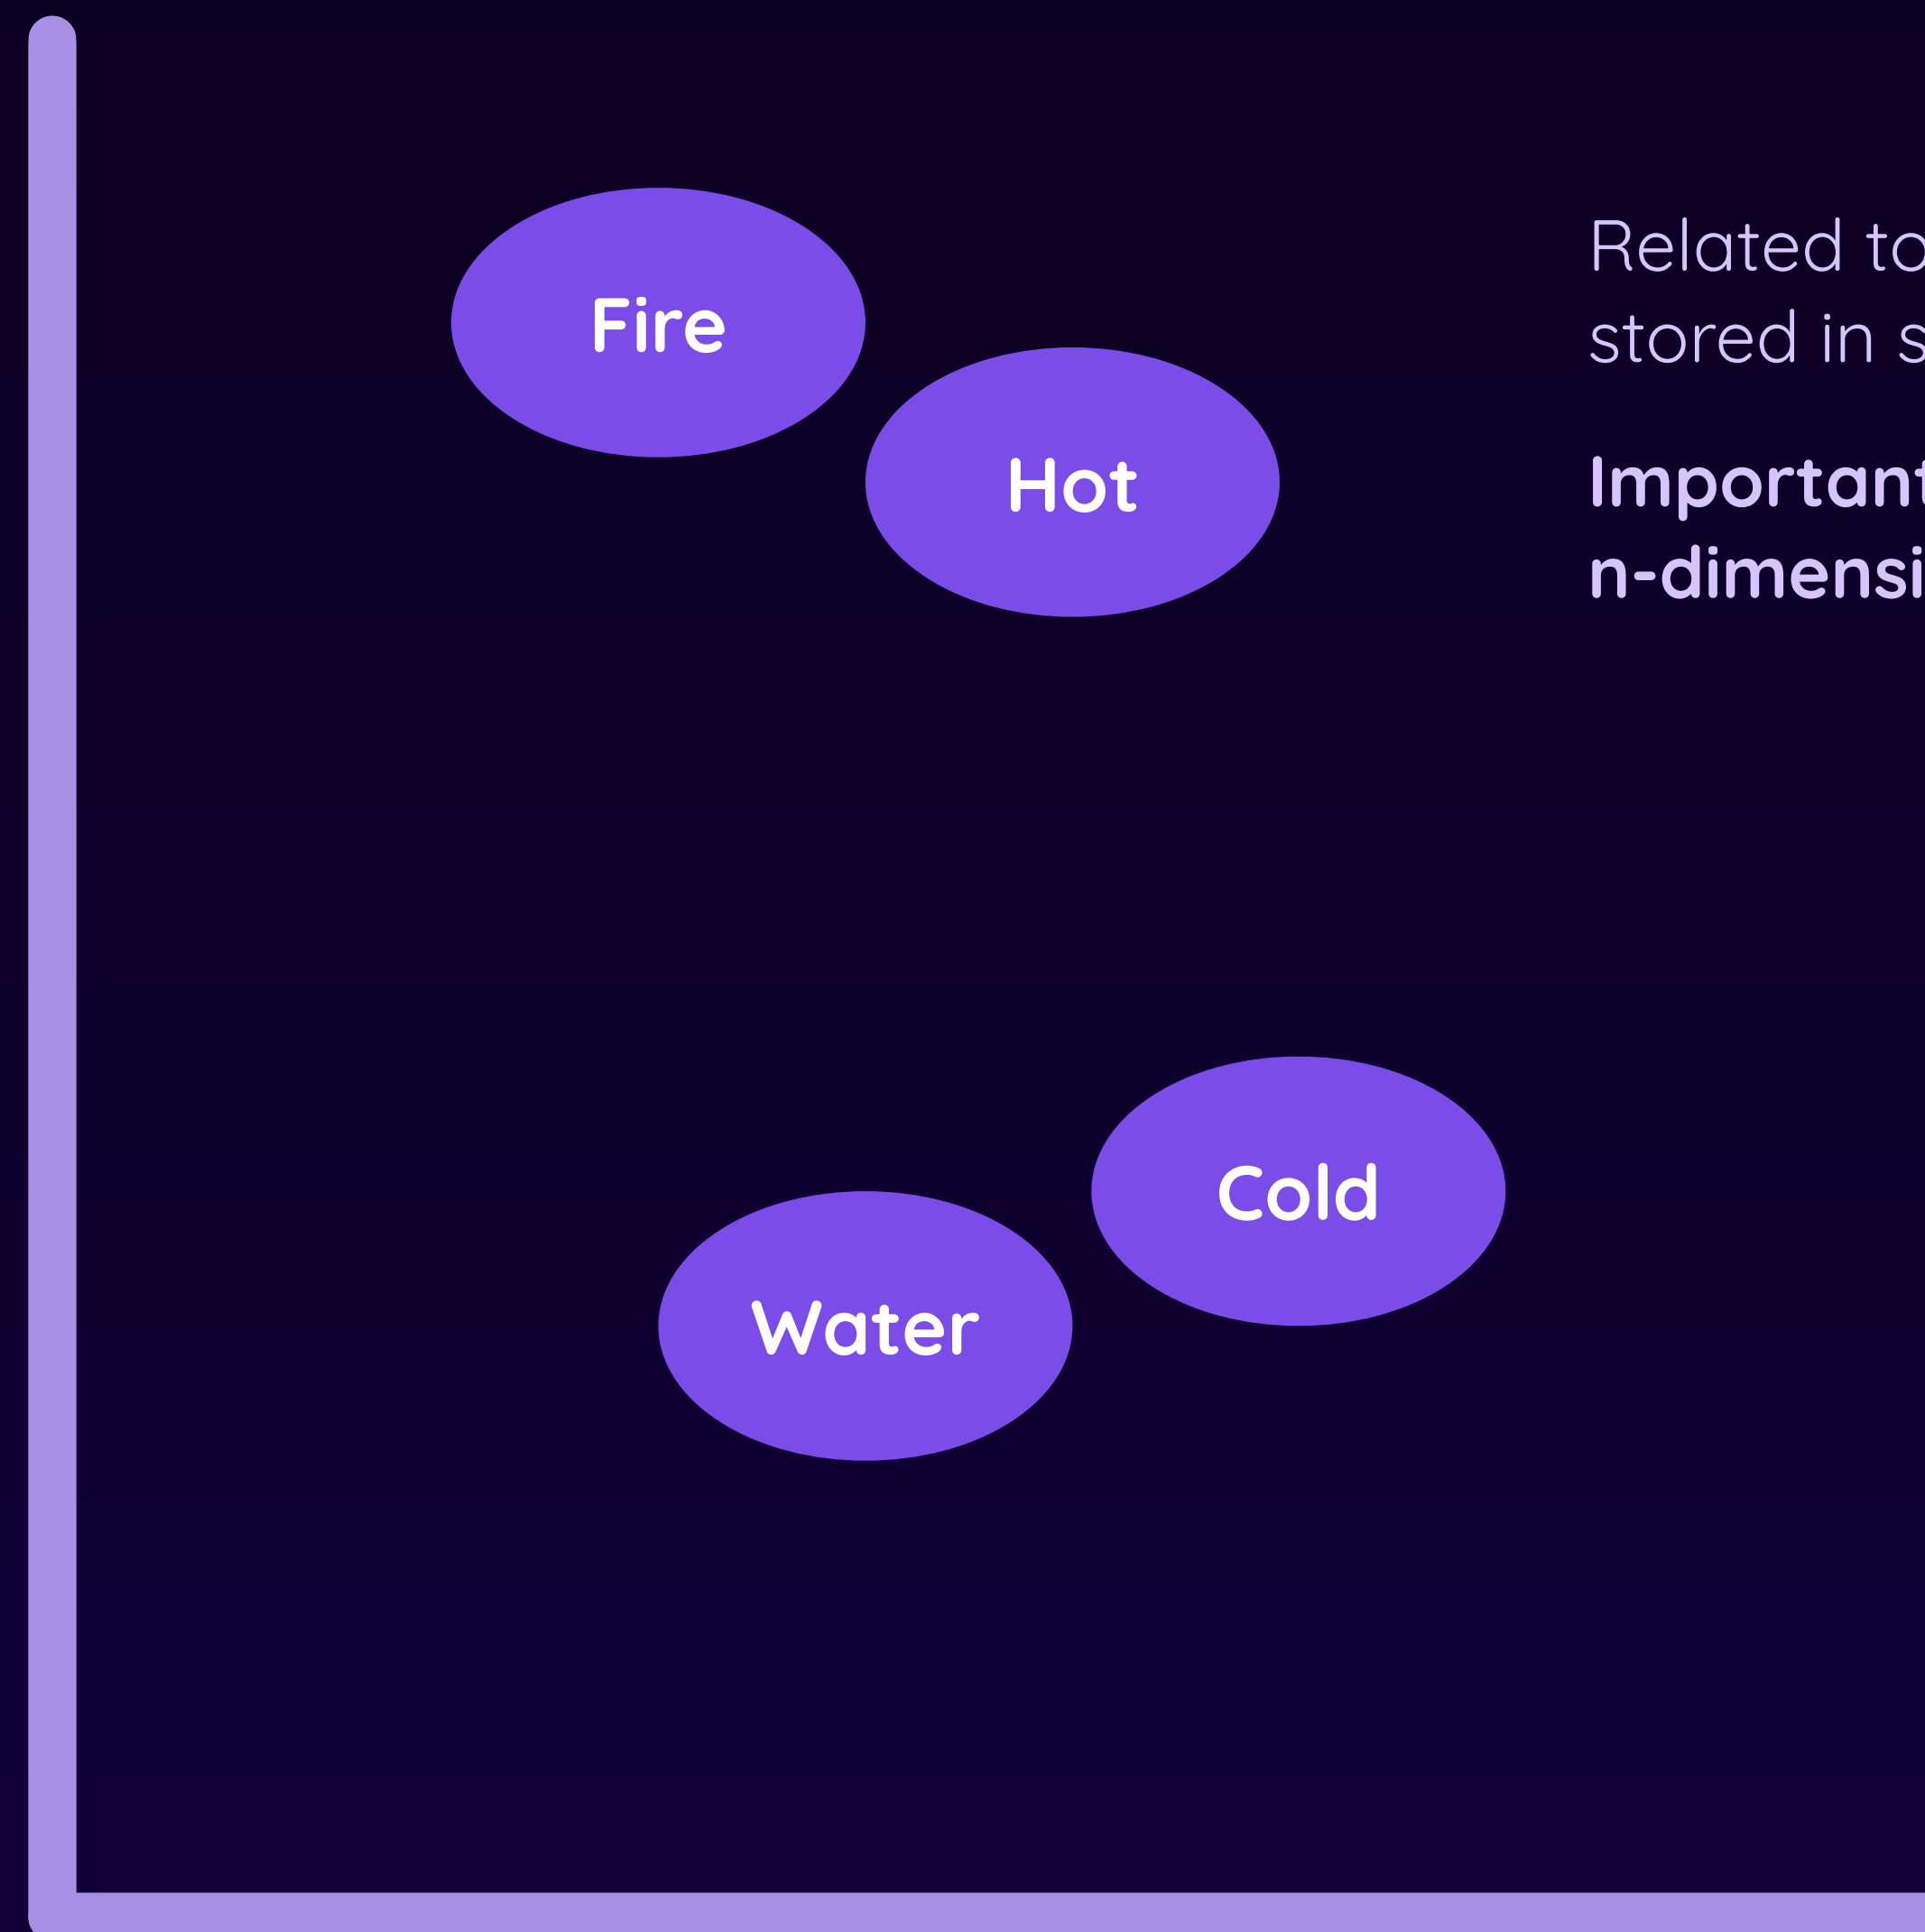 Fire
Hot
Related to
stored in s
Important
n-dimensi
Cold
Water